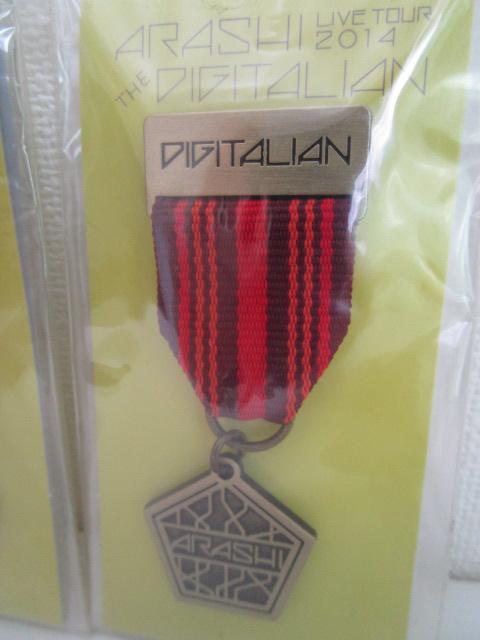 ARASHI LIVE TOUR 2014
THE DIGITALIAN
DIGITALIAN
ARASHI